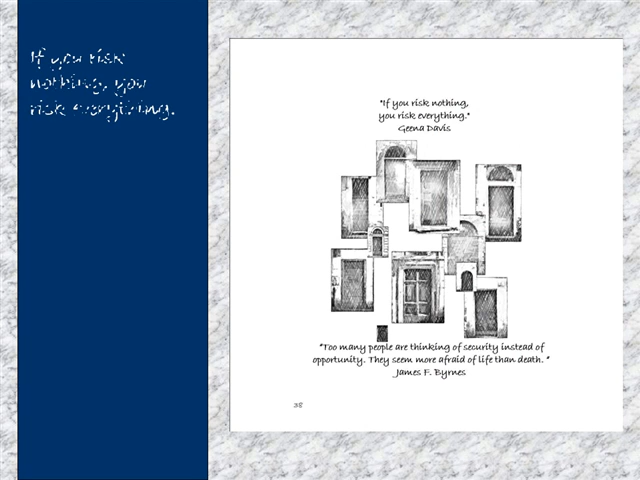 If you risk
nothing, you
risk everything.
"If you risk nothing,
you risk everything."
Geena Davis
"Too many people are thinking of security instead of
opportunity. They seem more afraid of life than death. "
James F. Byrnes
38